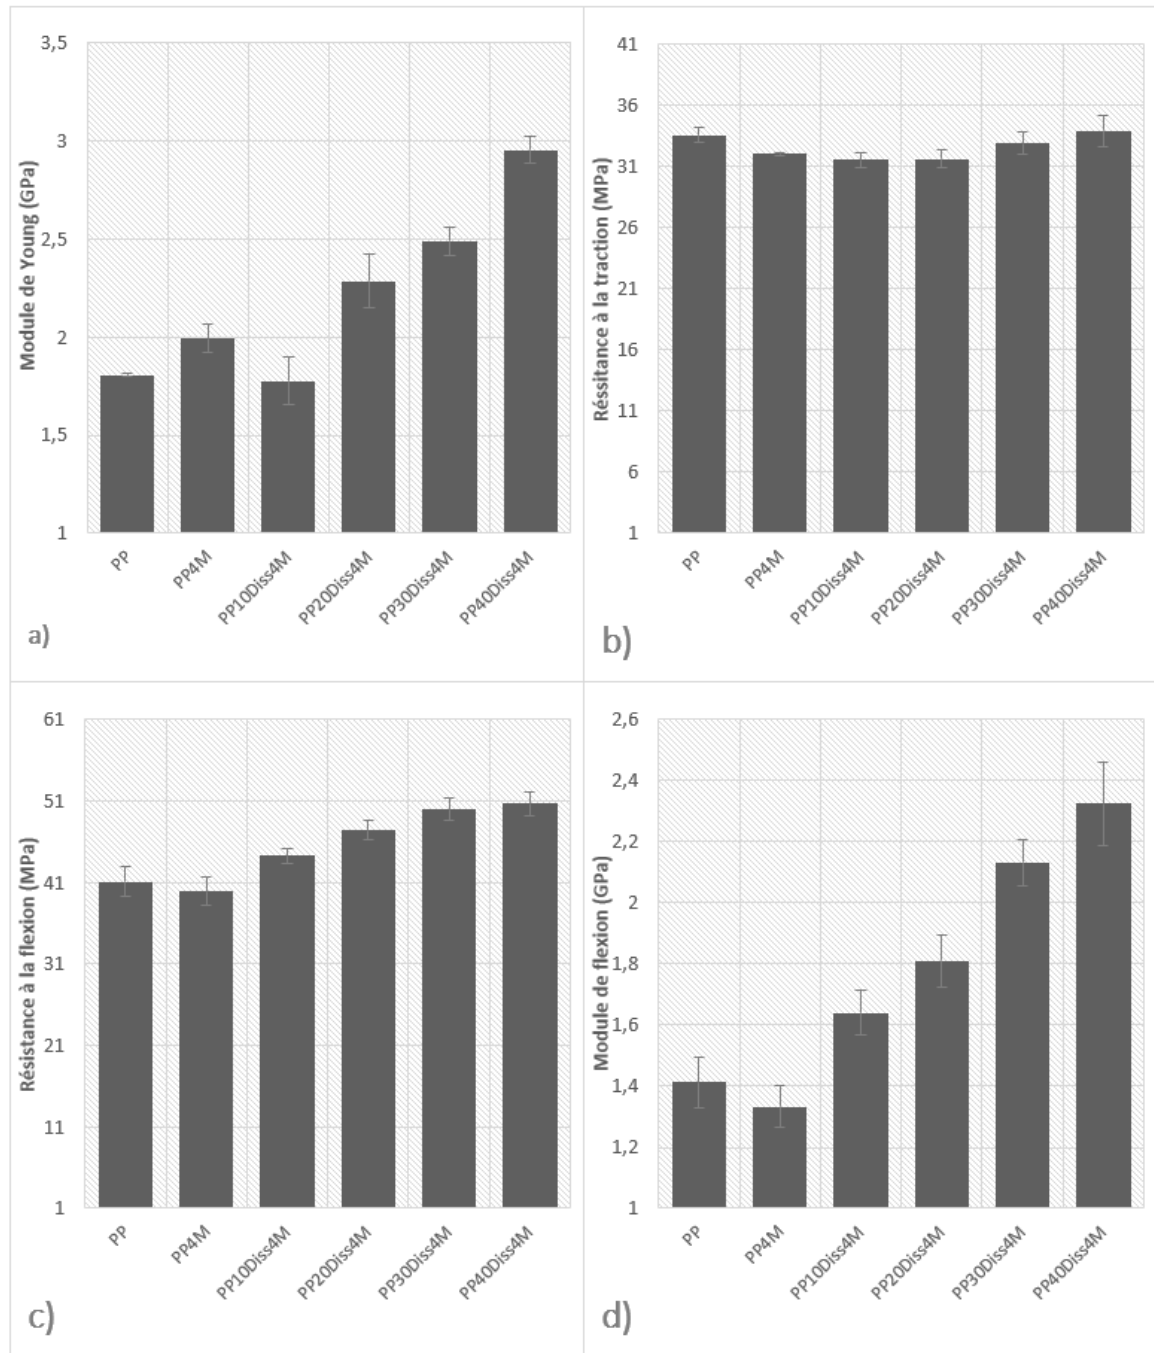 Module de Young (GPa)
3,5
3
2,5
2
1,5
1
PP
PP4M
PP10Diss4M
PP20Diss4M
PP30Diss4M
PP40Diss4M
a)
Réssitance à la traction (MPa)
41
36
31
26
21
16
11
6
1
PP
PP4M
PP10Diss4M
PP20Diss4M
PP30Diss4M
PP40Diss4M
b)
Résistance à la flexion (MPa)
61
51
41
31
21
11
1
PP
PP4M
PP10Diss4M
PP20Diss4M
PP30Diss4M
PP40Diss4M
c)
Module de flexion (GPa)
2,6
2,4
2,2
2
1,8
1,6
1,4
1,2
1
PP
PP4M
PP10Diss4M
PP20Diss4M
PP30Diss4M
PP40Diss4M
d)